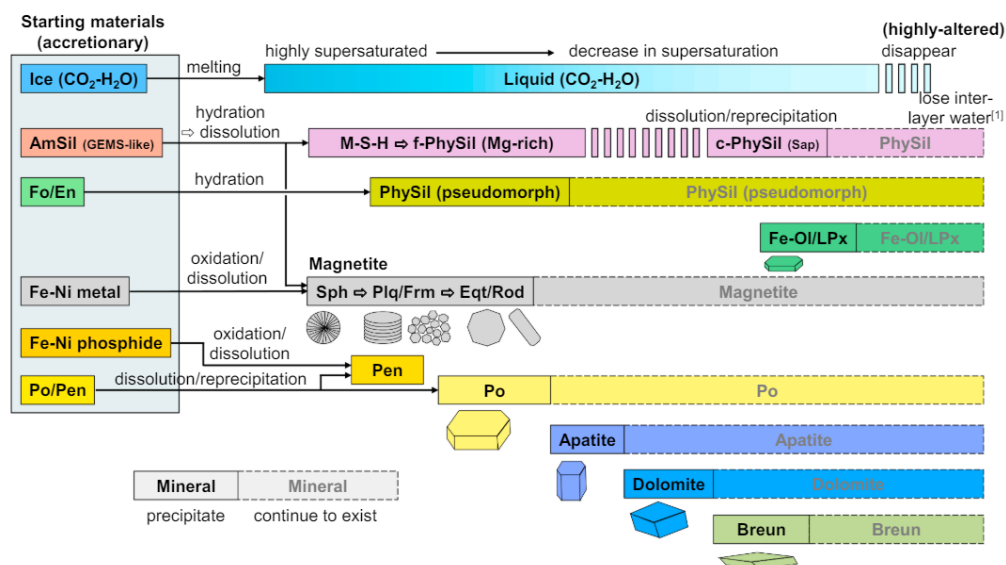 Starting materials
(accretionary)
(highly-altered)
highly supersaturated
decrease in supersaturation
disappear
Ice (CO₂-H₂O)
melting
Liquid (CO₂-H₂O)
lose inter-
layer water[1]
hydration
⇨ dissolution
dissolution/reprecipitation
AmSil (GEMS-like)
M-S-H ⇨ f-PhySil (Mg-rich)
c-PhySil (Sap)
PhySil
Fo/En
hydration
PhySil (pseudomorph)
PhySil (pseudomorph)
Fe-Ol/LPx
Fe-Ol/LPx
oxidation/
dissolution
Magnetite
Fe-Ni metal
Sph ⇨ Plq/Frm ⇨ Eqt/Rod
Magnetite
Fe-Ni phosphide
oxidation/
dissolution
Pen
Po/Pen
dissolution/reprecipitation
Po
Po
Apatite
Apatite
Mineral
Mineral
precipitate
continue to exist
Dolomite
Dolomite
Breun
Breun